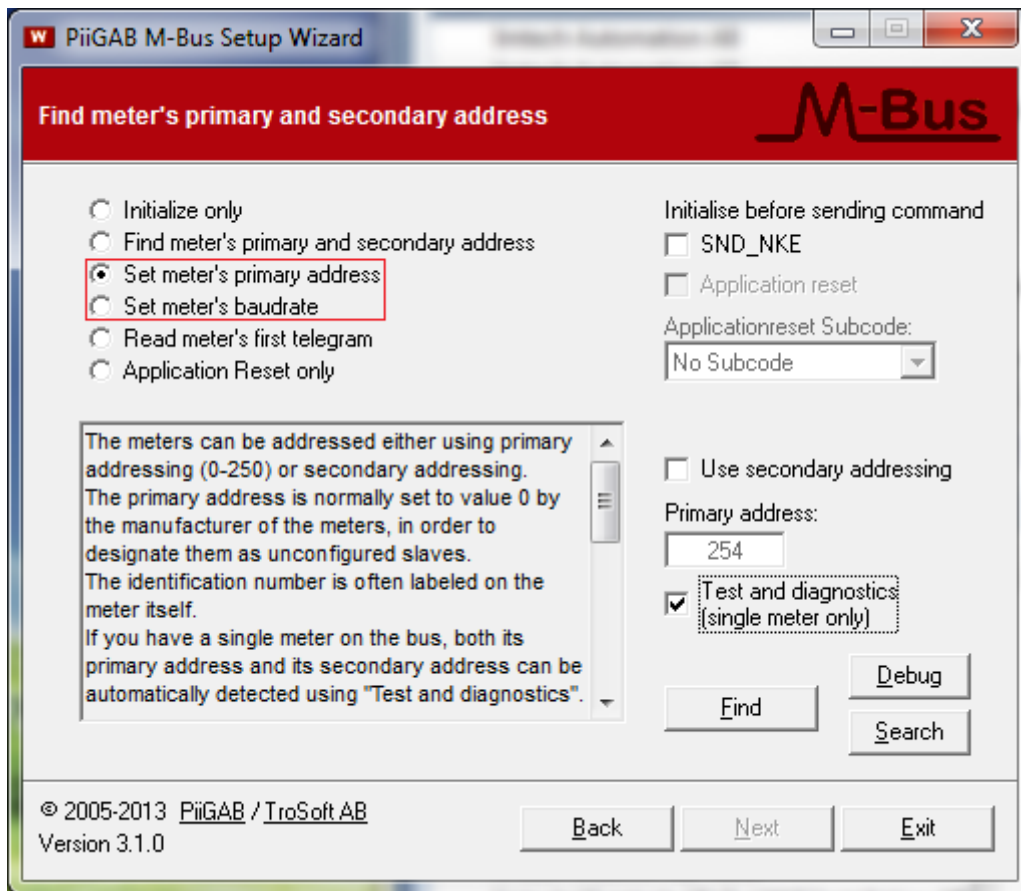 PiiGAB M-Bus Setup Wizard
Find meter's primary and secondary address
M-Bus
Initialize only
Find meter's primary and secondary address
Set meter's primary address
Set meter's baudrate
Read meter's first telegram
Application Reset only
Initialise before sending command
SND_NKE
Application reset
Applicationreset Subcode:
No Subcode
The meters can be addressed either using primary
addressing (0-250) or secondary addressing.
The primary address is normally set to value 0 by
the manufacturer of the meters, in order to
designate them as unconfigured slaves.
The identification number is often labeled on the
meter itself.
If you have a single meter on the bus, both its
primary address and its secondary address can be
automatically detected using "Test and diagnostics".
Use secondary addressing
Primary address:
254
Test and diagnostics
(single meter only)
Debug
Find
Search
© 2005-2013 PiiGAB / TroSoft AB
Version 3.1.0
Back
Next
Exit